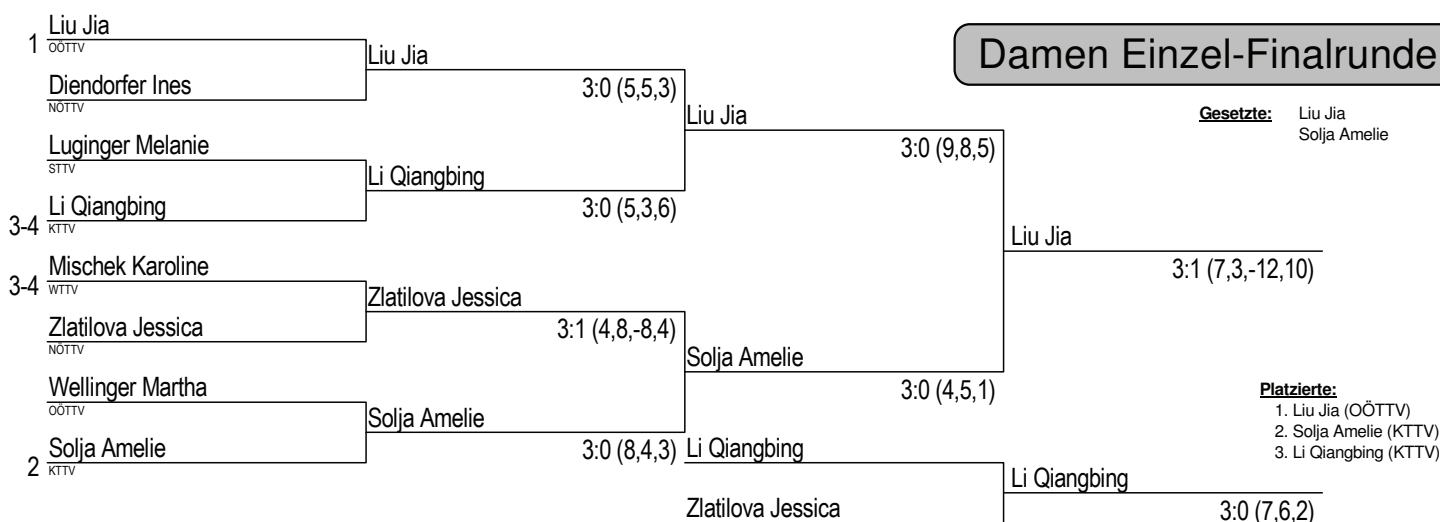 Damen Einzel-Finalrunde
Gesetzte: Liu Jia
Solja Amelie
1 Liu Jia
OÖTTV
Diendorfer Ines
NÖTTV
Luginger Melanie
STTV
3-4 Li Qiangbing
KTTV
3-4 Mischek Karoline
WTTV
Zlatilova Jessica
NÖTTV
Wellinger Martha
OÖTTV
2 Solja Amelie
KTTV
Liu Jia
3:0 (5,5,3)
Li Qiangbing
3:0 (5,3,6)
Zlatilova Jessica
3:1 (4,8,-8,4)
Solja Amelie
3:0 (8,4,3)
Liu Jia
3:0 (9,8,5)
Solja Amelie
3:0 (4,5,1)
Liu Jia
3:1 (7,3,-12,10)
Li Qiangbing
Zlatilova Jessica
Li Qiangbing
3:0 (7,6,2)
Platzierte:
1. Liu Jia (OÖTTV)
2. Solja Amelie (KTTV)
3. Li Qiangbing (KTTV)